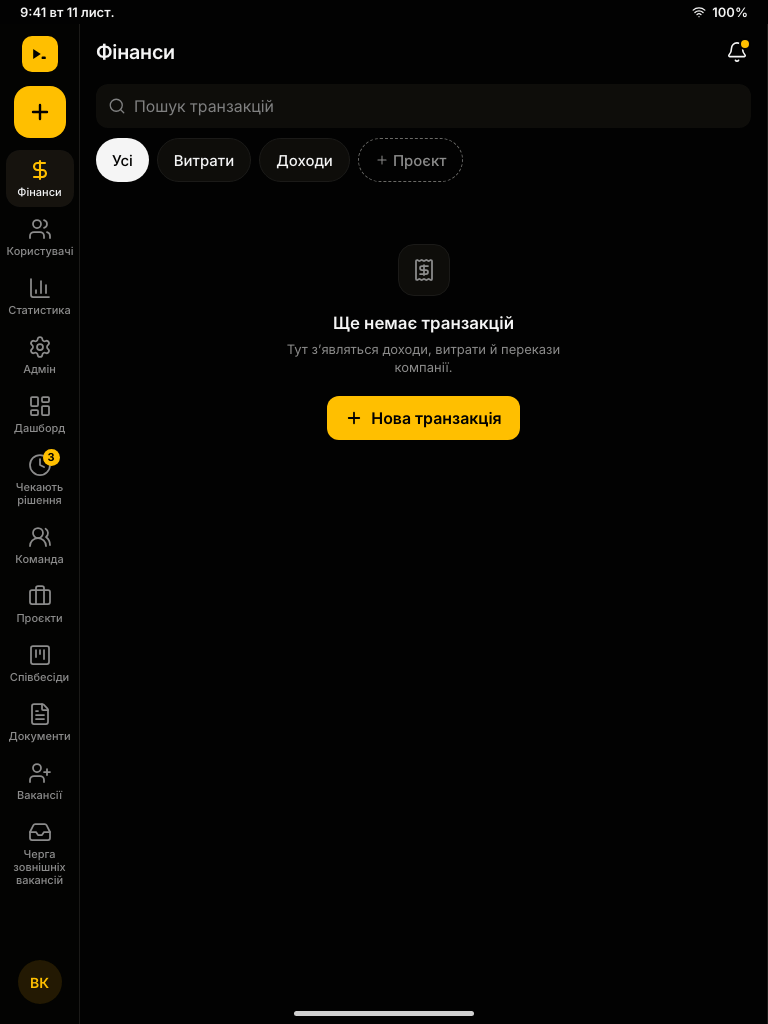 9:41 вт 11 лист.
100%
Фінанси
Пошук транзакцій
Усі
Витрати
Доходи
+ Проєкт
Фінанси
Користувачі
Статистика
Адмін
Дашборд
3
Чекають
рішення
Команда
Проєкти
Співбесіди
Документи
Вакансії
Черга
зовнішніх
вакансій
ВК
Ще немає транзакцій
Тут з’являться доходи, витрати й перекази
компанії.
+ Нова транзакція